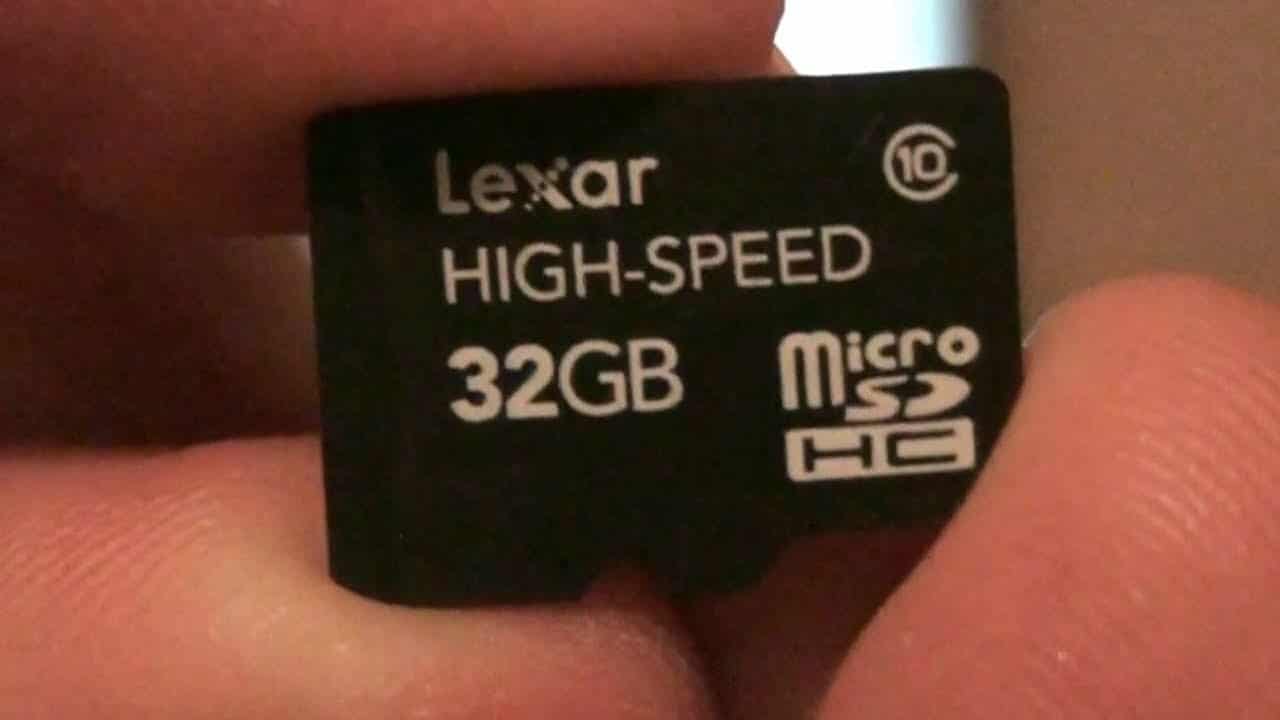 Lexar
10
HIGH-SPEED
32GB
Micro
SD
HC